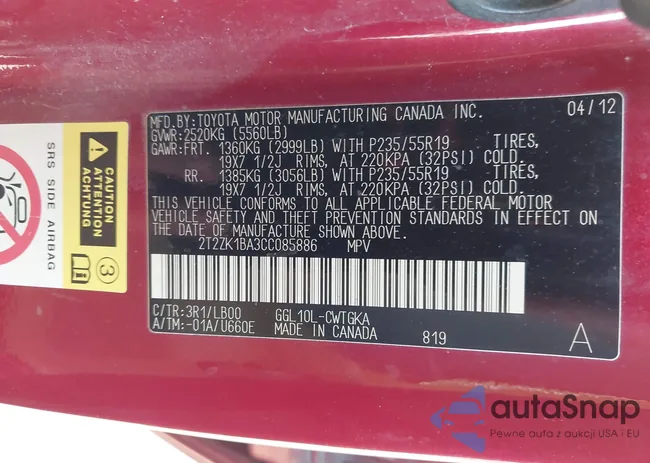 MFD.BY:TOYOTA MOTOR MANUFACTURING CANADA INC. 04/12
GVWR:2520KG (5560LB)
GAWR:FRT. 1360KG (2999LB) WITH P235/55R19 TIRES,
19X7 1/2J RIMS, AT 220KPA (32PSI) COLD.
RR. 1385KG (3056LB) WITH P235/55R19 TIRES,
19X7 1/2J RIMS, AT 220KPA (32PSI) COLD.
THIS VEHICLE CONFORMS TO ALL APPLICABLE FEDERAL MOTOR
VEHICLE SAFETY AND THEFT PREVENTION STANDARDS IN EFFECT ON
THE DATE OF MANUFACTURE SHOWN ABOVE.
2T2ZK1BA3CC085886 MPV
C/TR:3R1/LB00 GGL10L-CWTGKA
A/TM:-01A/U660E MADE IN CANADA 819 A
SRS SIDE AIRBAG
CAUTION
ATTENTION
ACHTUNG
3
autaSnap
Pewne auta z aukcji USA i EU